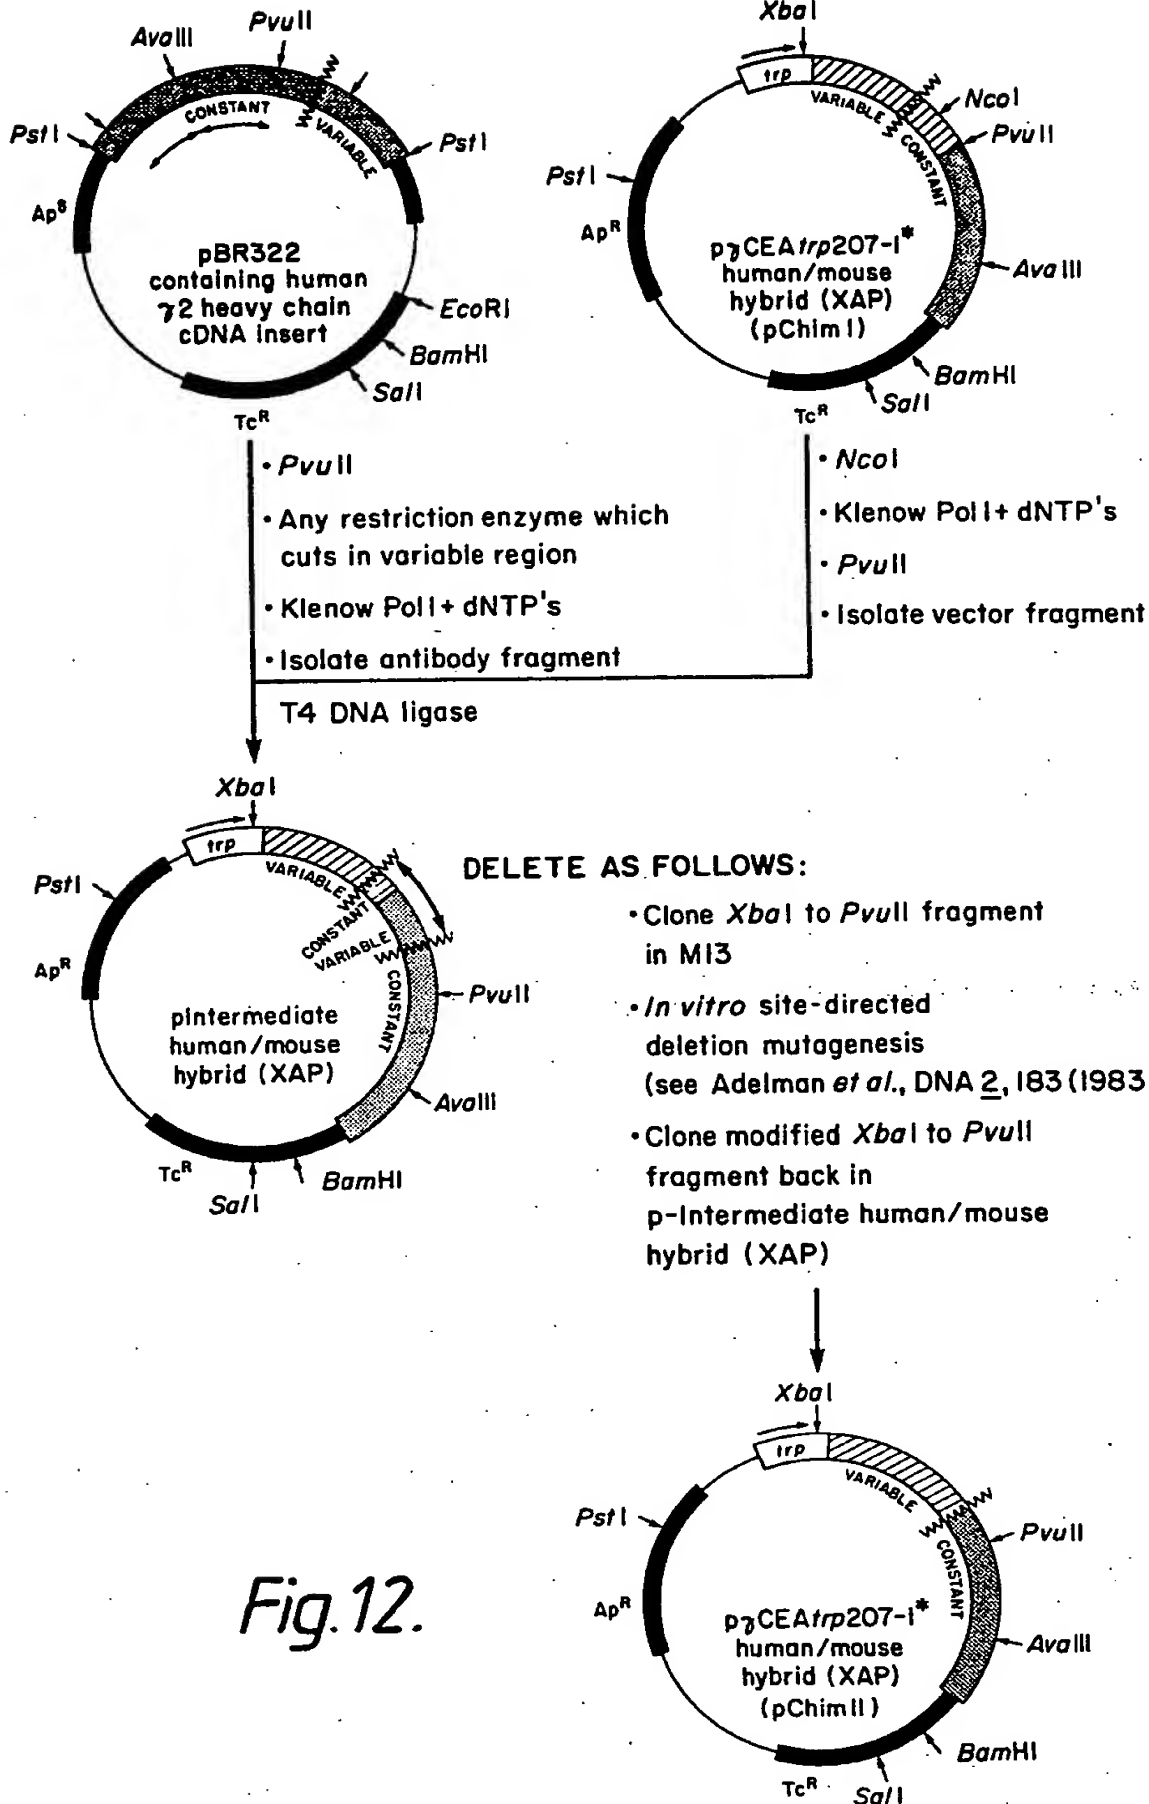 PvuII
AvaIII
PstI
CONSTANT
VARIABLE
PstI
Ap^S
pBR322
containing human
γ2 heavy chain
cDNA insert
EcoRI
BamHI
SalI
Tc^R
XbaI
trp
VARIABLE
NcoI
PvuII
CONSTANT
PstI
Ap^R
pγCEAtrp207-1*
human/mouse
hybrid (XAP)
(pChim I)
AvaIII
BamHI
SalI
Tc^R
• PvuII
• Any restriction enzyme which
cuts in variable region
• Klenow Pol I + dNTP's
• Isolate antibody fragment
• NcoI
• Klenow Pol I + dNTP's
• PvuII
• Isolate vector fragment
T4 DNA ligase
XbaI
trp
VARIABLE
CONSTANT
VARIABLE
CONSTANT
PstI
Ap^R
PvuII
pIntermediate
human/mouse
hybrid (XAP)
AvaIII
Tc^R
SalI
BamHI
DELETE AS FOLLOWS:
• Clone XbaI to PvuII fragment
in M13
• In vitro site-directed
deletion mutagenesis
(see Adelman et al., DNA 2, 183 (1983
• Clone modified XbaI to PvuII
fragment back in
p-Intermediate human/mouse
hybrid (XAP)
XbaI
trp
VARIABLE
PstI
PvuII
CONSTANT
Ap^R
pγCEAtrp207-1*
human/mouse
hybrid (XAP)
(pChim II)
AvaIII
BamHI
Tc^R
SalI
Fig.12.